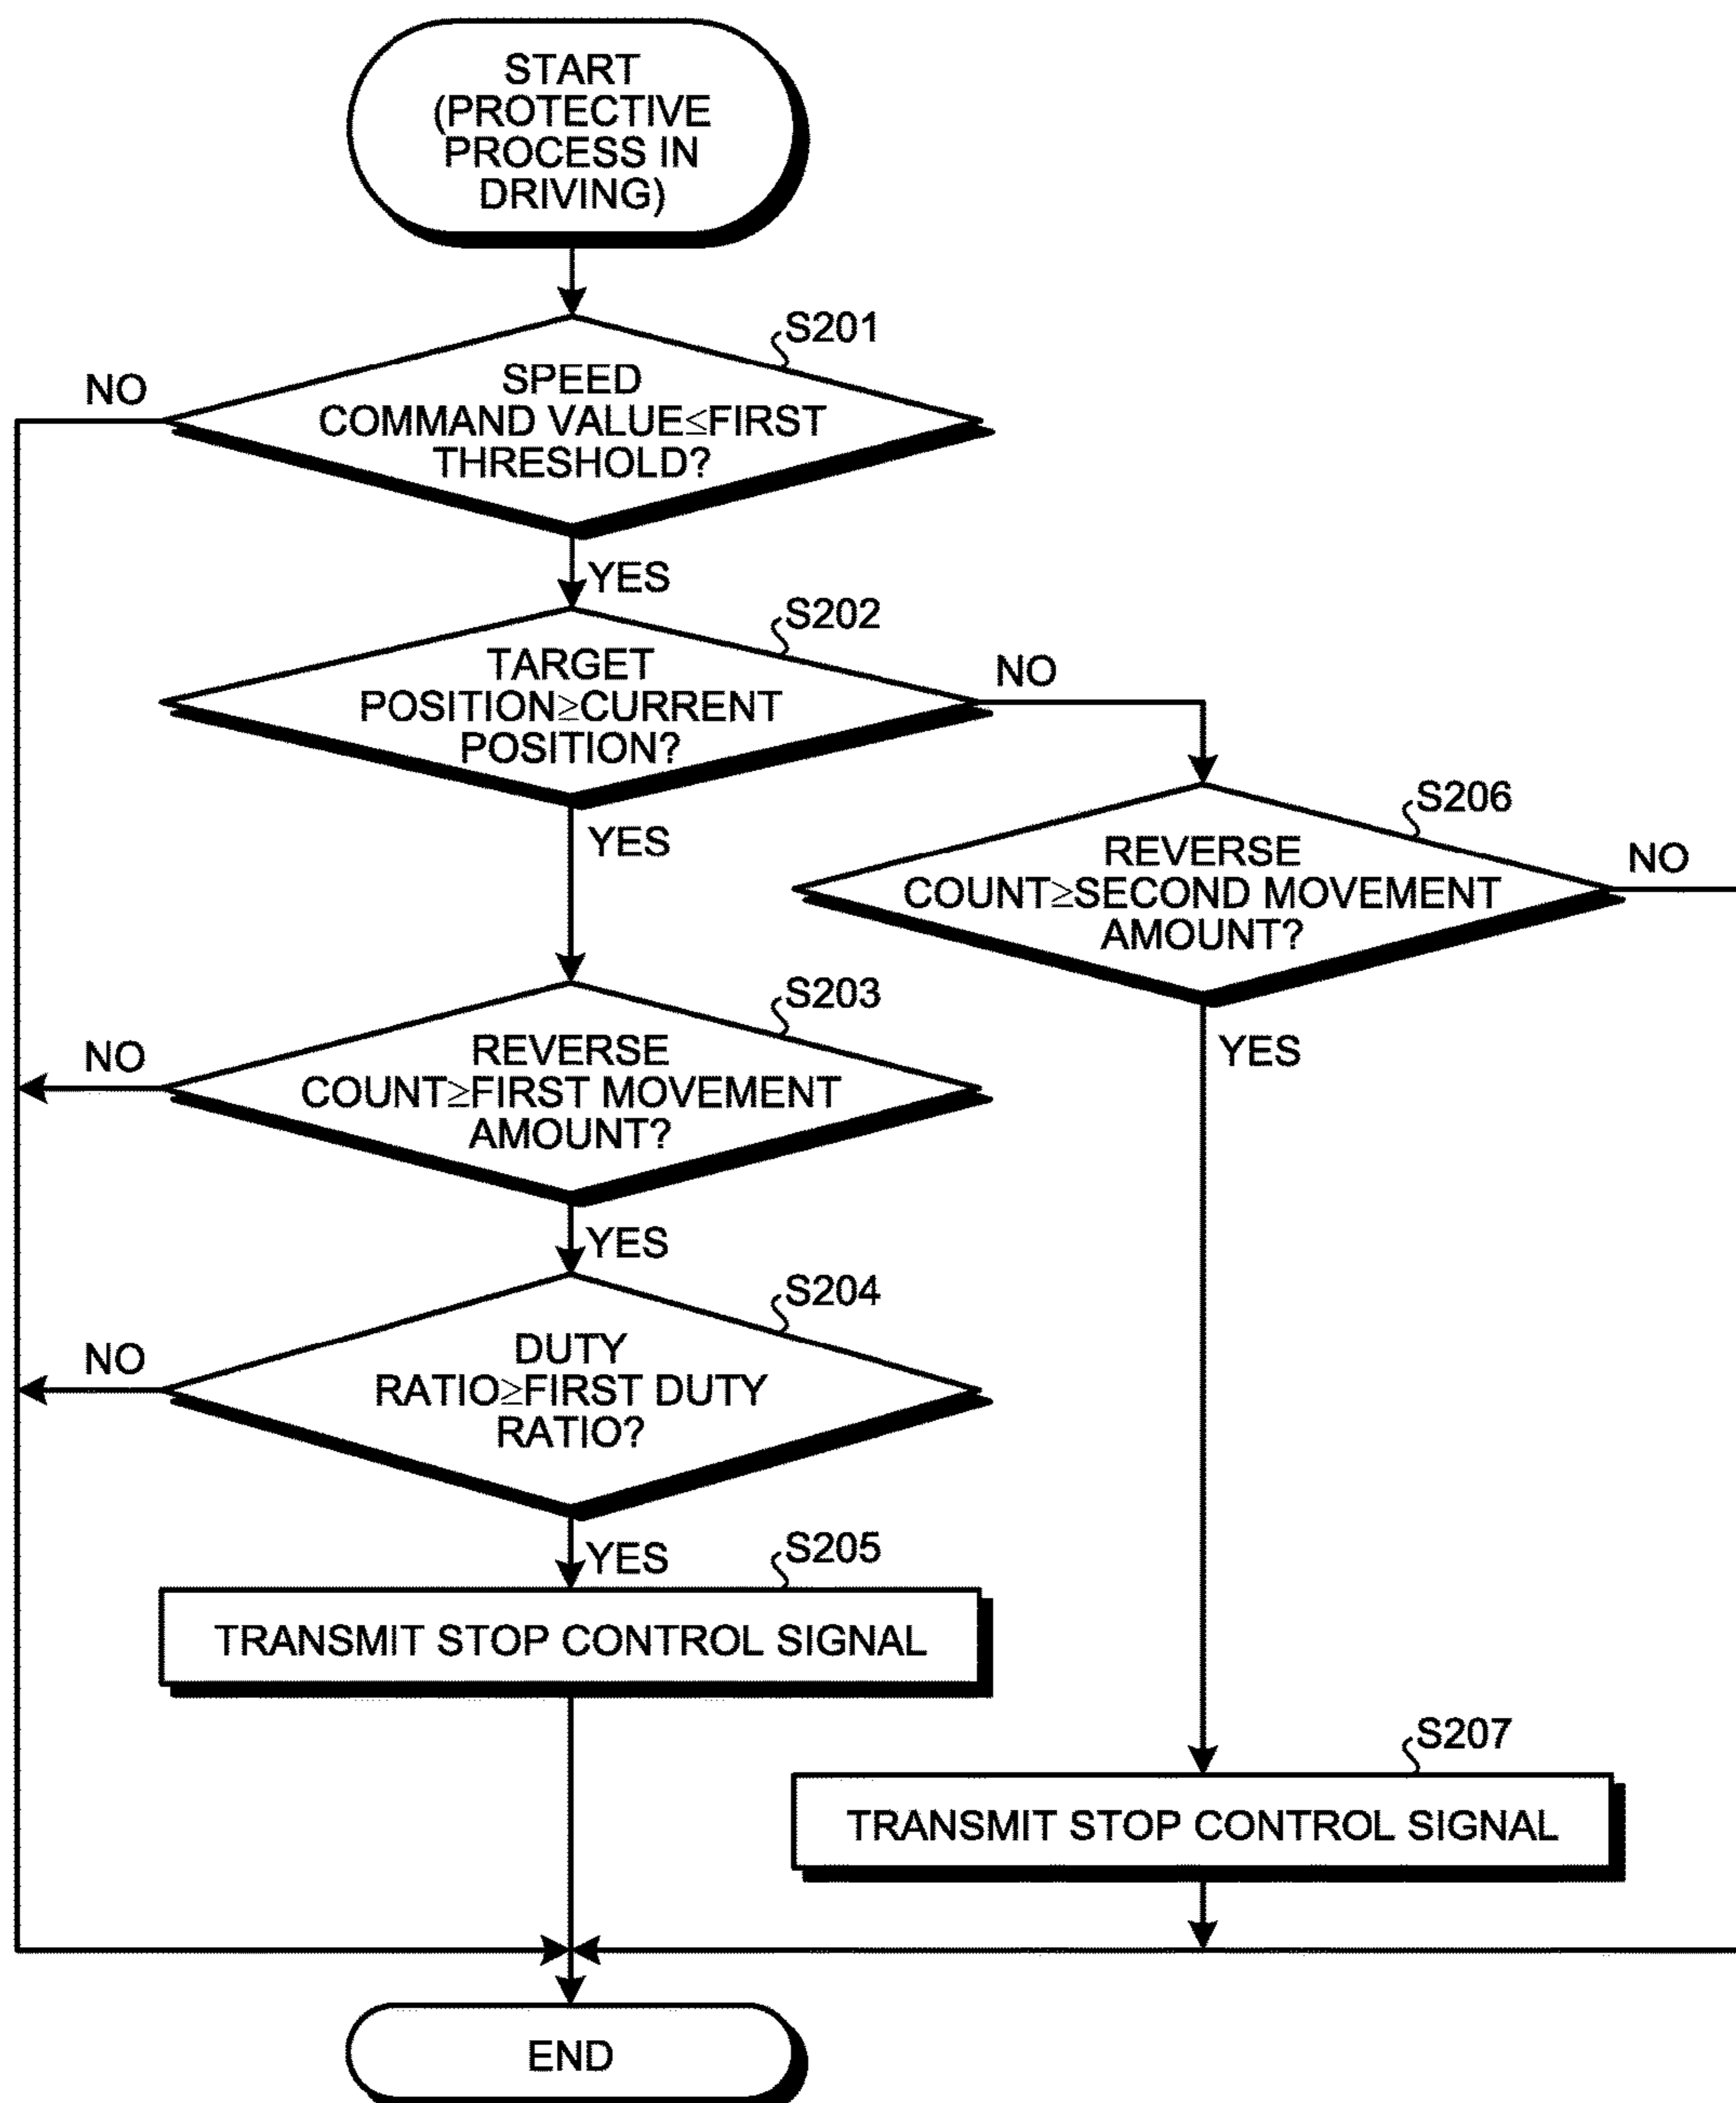 START
(PROTECTIVE
PROCESS IN
DRIVING)
S201
NO
SPEED
COMMAND VALUE≦FIRST
THRESHOLD?
YES
S202
TARGET
POSITION≧CURRENT
POSITION?
NO
YES
S206
REVERSE
COUNT≧SECOND MOVEMENT
AMOUNT?
NO
YES
S203
NO
REVERSE
COUNT≧FIRST MOVEMENT
AMOUNT?
YES
S204
NO
DUTY
RATIO≧FIRST DUTY
RATIO?
YES
S205
TRANSMIT STOP CONTROL SIGNAL
S207
TRANSMIT STOP CONTROL SIGNAL
END